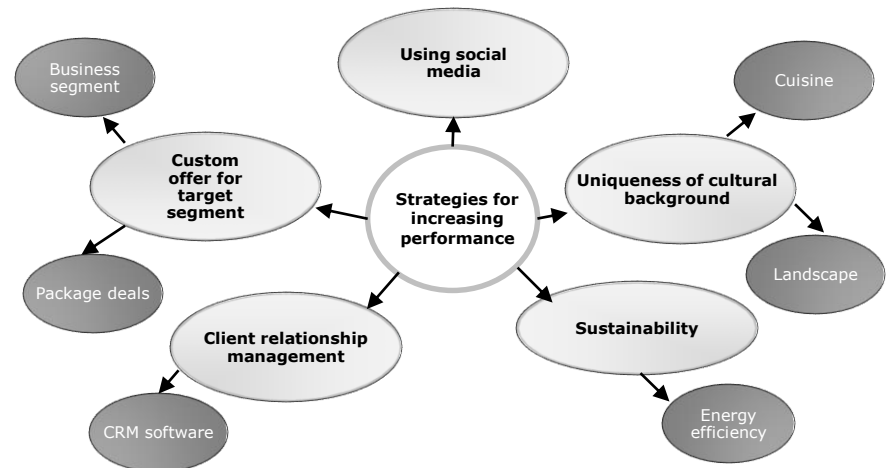 Using social
media
Business
segment
Cuisine
Custom
offer for
target
segment
Uniqueness of cultural
background
Strategies for
increasing
performance
Package deals
Landscape
Client relationship
management
Sustainability
CRM software
Energy
efficiency